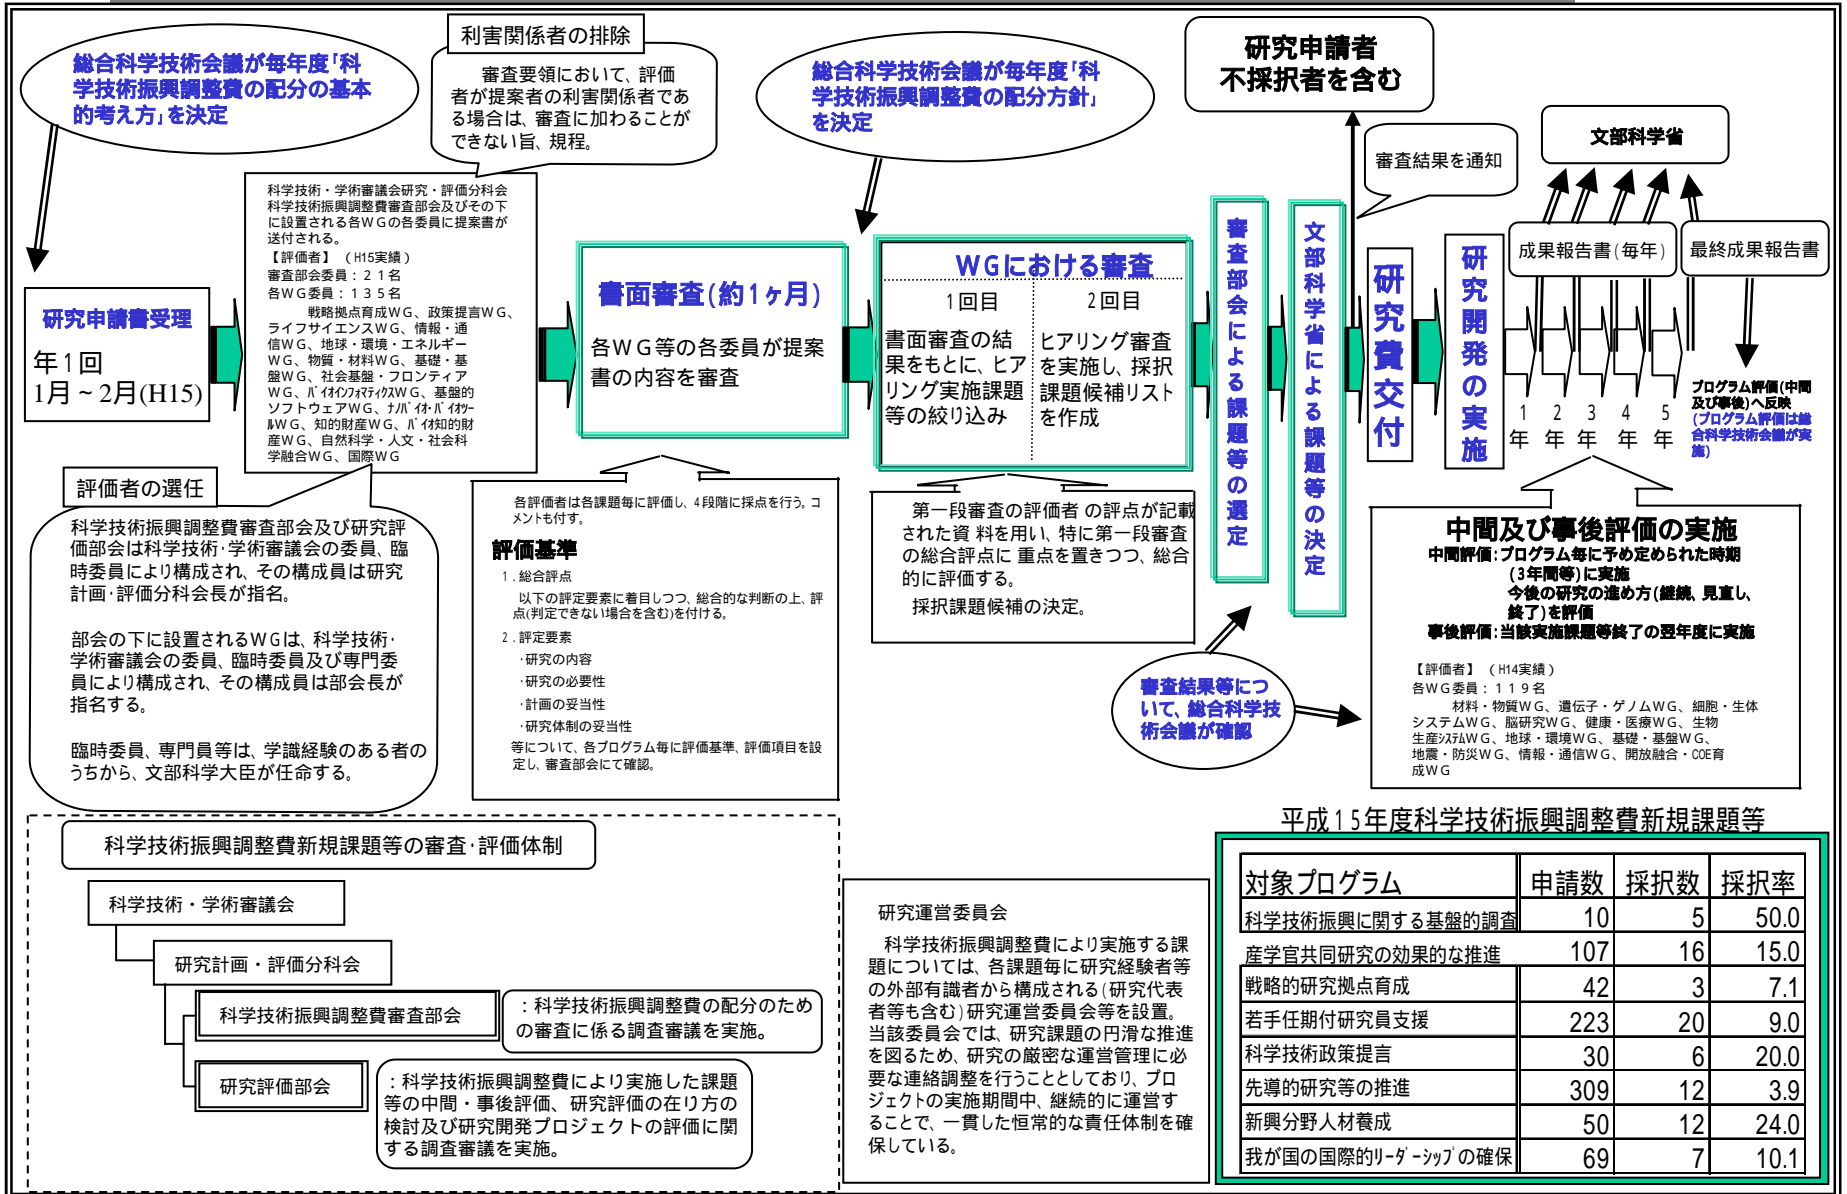 総合科学技術会議が毎年度「科
学技術振興調整費の配分の基本
的考え方」を決定
利害関係者の排除
審査要領において、評価
者が提案者の利害関係者であ
る場合は、審査に加わることが
できない旨、規程。
総合科学技術会議が毎年度「科
学技術振興調整費の配分方針」
を決定
研究申請者
不採択者を含む
審査結果を通知
文部科学省
研究申請書受理
年1回
1月~2月(H15)
科学技術・学術審議会研究・評価分科会
科学技術振興調整費審査部会及びその下
に設置される各WGの各委員に提案書が
送付される。
【評価者】(H15実績)
審査部会委員:21名
各WG委員:135名
戦略拠点育成WG、政策提言WG、
ライフサイエンスWG、情報・通
信WG、地球・環境・エネルギー
WG、物質・材料WG、基礎・基
盤WG、社会基盤・フロンティア
WG、バイオインフォマティクスWG、基盤的
ソフトウェアWG、ナノバイオ・バイオツー
ルWG、知的財産WG、バイオ知的財
産WG、自然科学・人文・社会科
学融合WG、国際WG
書面審査(約1ヶ月)
各WG等の各委員が提案
書の内容を審査
WGにおける審査
1回目
書面審査の結
果をもとに、ヒア
リング実施課題
等の絞り込み
2回目
ヒアリング審査
を実施し、採択
課題候補リスト
を作成
審査部会による課題等の選定
文部科学省による課題等の決定
研究費交付
研究開発の実施
成果報告書(毎年)
最終成果報告書
1年
2年
3年
4年
5年
プログラム評価(中間
及び事後)へ反映
(プログラム評価は総
合科学技術会議が実
施)
評価者の選任
科学技術振興調整費審査部会及び研究評
価部会は科学技術・学術審議会の委員、臨
時委員により構成され、その構成員は研究
計画・評価分科会長が指名。
部会の下に設置されるWGは、科学技術・
学術審議会の委員、臨時委員及び専門委
員により構成され、その構成員は部会長が
指名する。
臨時委員、専門員等は、学識経験のある者の
うちから、文部科学大臣が任命する。
各評価者は各課題毎に評価し、4段階に採点を行う。コ
メントも付す。
評価基準
1.総合評点
以下の評定要素に着目しつつ、総合的な判断の上、評
点(判定できない場合を含む)を付ける。
2.評定要素
・研究の内容
・研究の必要性
・計画の妥当性
・研究体制の妥当性
等について、各プログラム毎に評価基準、評価項目を設
定し、審査部会にて確認。
第一段審査の評価者 の評点が記載
された資 料を用い、特に第一段審査
の総合評点に 重点を置きつつ、総合
的に評価する。
採択課題候補の決定。
審査結果等につ
いて、総合科学技
術会議が確認
中間及び事後評価の実施
中間評価:プログラム毎に予め定められた時期
(3年間等)に実施
今後の研究の進め方(継続、見直し、
終了)を評価
事後評価:当該実施課題等終了の翌年度に実施
【評価者】(H14実績)
各WG委員:119名
材料・物質WG、遺伝子・ゲノムWG、細胞・生体
システムWG、脳研究WG、健康・医療WG、生物
生産システムWG、地球・環境WG、基礎・基盤WG、
地震・防災WG、情報・通信WG、開放融合・COE育
成WG
科学技術振興調整費新規課題等の審査・評価体制
科学技術・学術審議会
研究計画・評価分科会
科学技術振興調整費審査部会
:科学技術振興調整費の配分のため
の審査に係る調査審議を実施。
研究評価部会
:科学技術振興調整費により実施した課題
等の中間・事後評価、研究評価の在り方の
検討及び研究開発プロジェクトの評価に関
する調査審議を実施。
研究運営委員会
科学技術振興調整費により実施する課
題については、各課題毎に研究経験者等
の外部有識者から構成される(研究代表
者等も含む)研究運営委員会等を設置。
当該委員会では、研究課題の円滑な推進
を図るため、研究の厳密な運営管理に必
要な連絡調整を行うこととしており、プロ
ジェクトの実施期間中、継続的に運営す
ることで、一貫した恒常的な責任体制を確
保している。
平成15年度科学技術振興調整費新規課題等
対象プログラム 申請数 採択数 採択率
科学技術振興に関する基盤的調査 10 5 50.0
産学官共同研究の効果的な推進 107 16 15.0
戦略的研究拠点育成 42 3 7.1
若手任期付研究員支援 223 20 9.0
科学技術政策提言 30 6 20.0
先導的研究等の推進 309 12 3.9
新興分野人材養成 50 12 24.0
我が国の国際的リーダーシップの確保 69 7 10.1